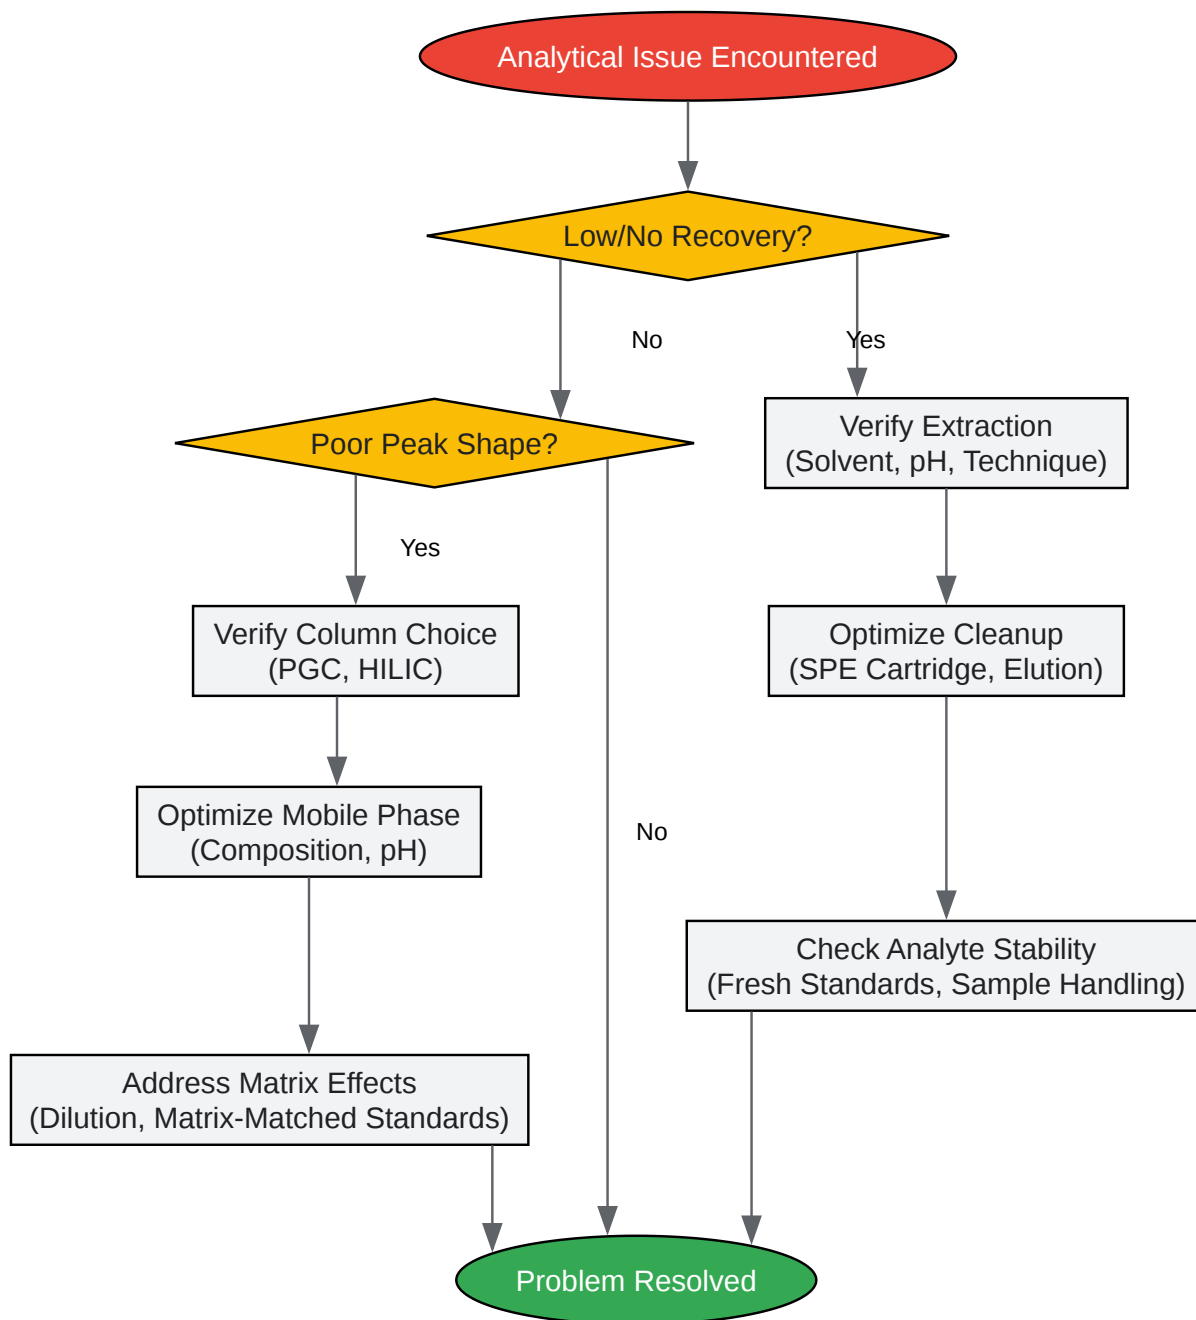 Analytical Issue Encountered
Low/No Recovery?
No
Yes
Poor Peak Shape?
Verify Extraction
(Solvent, pH, Technique)
Yes
Verify Column Choice
(PGC, HILIC)
Optimize Cleanup
(SPE Cartridge, Elution)
Optimize Mobile Phase
(Composition, pH)
No
Check Analyte Stability
(Fresh Standards, Sample Handling)
Address Matrix Effects
(Dilution, Matrix-Matched Standards)
Problem Resolved